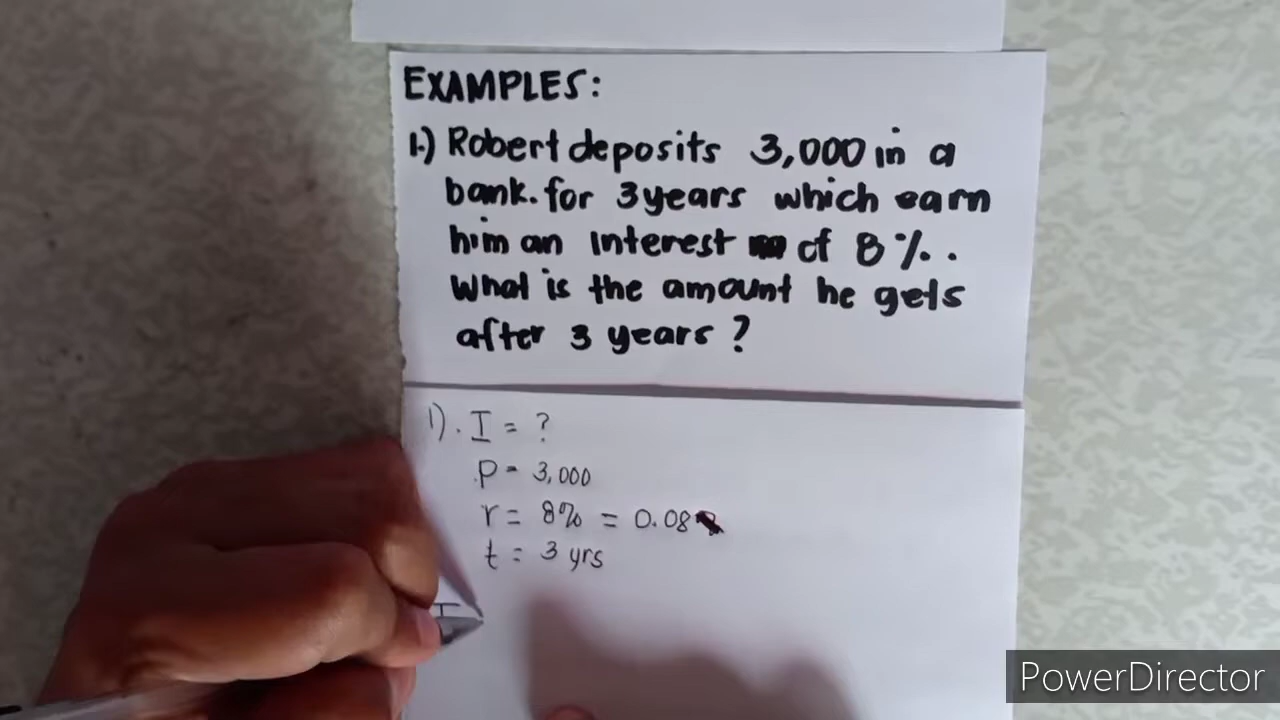 EXAMPLES:
1.) Robert deposits 3,000 in a
bank. for 3 years which earn
him an interest of 8%.
What is the amount he gets
after 3 years?
1). I = ?
P = 3,000
r = 8% = 0.08
t = 3 yrs
I
PowerDirector